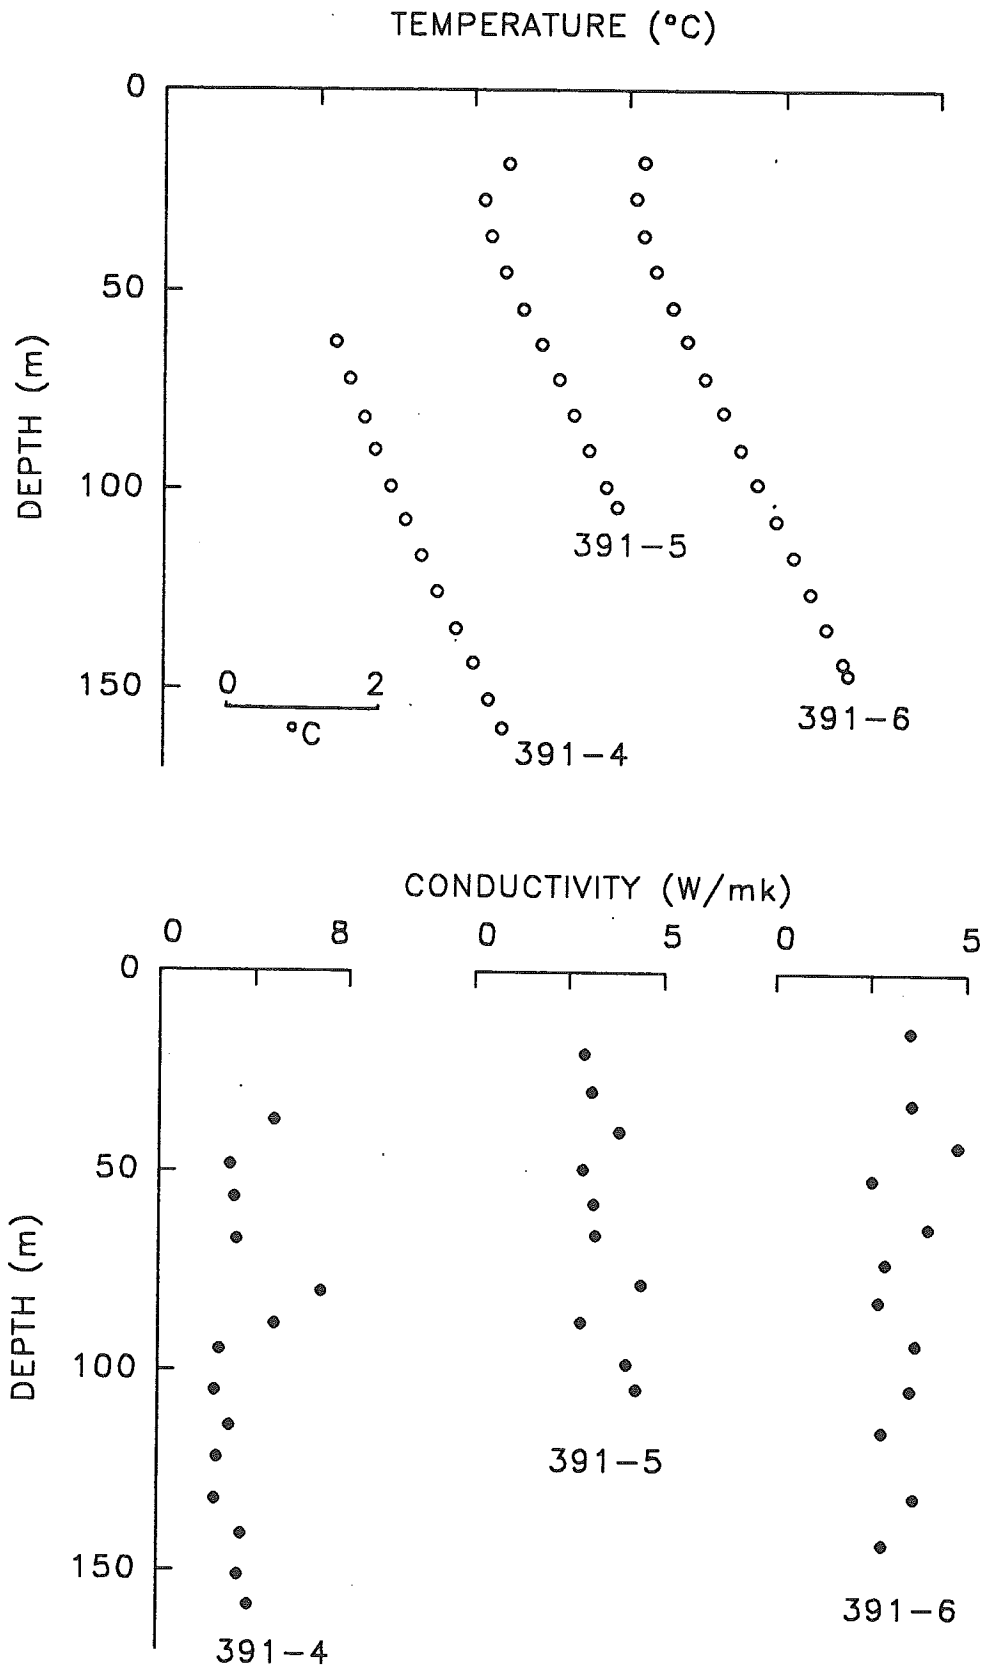 TEMPERATURE (°C)
0
50
100
150
DEPTH (m)
391-5
391-6
391-4
0 2
°C
CONDUCTIVITY (W/mk)
0 8 0 5 0 5
0
50
100
150
DEPTH (m)
391-5
391-6
391-4